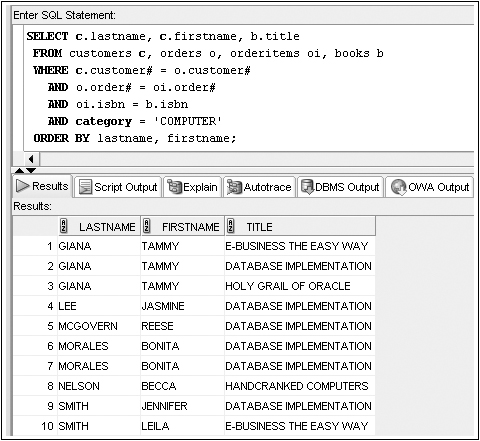 Enter SQL Statement:
SELECT c.lastname, c.firstname, b.title
FROM customers c, orders o, orderitems oi, books b
WHERE c.customer# = o.customer#
AND o.order# = oi.order#
AND oi.isbn = b.isbn
AND category = 'COMPUTER'
ORDER BY lastname, firstname;
Results Script Output Explain Autotrace DBMS Output OWA Output
Results:
LASTNAME FIRSTNAME TITLE
1 GIANA TAMMY E-BUSINESS THE EASY WAY
2 GIANA TAMMY DATABASE IMPLEMENTATION
3 GIANA TAMMY HOLY GRAIL OF ORACLE
4 LEE JASMINE DATABASE IMPLEMENTATION
5 MCGOVERN REESE DATABASE IMPLEMENTATION
6 MORALES BONITA DATABASE IMPLEMENTATION
7 MORALES BONITA DATABASE IMPLEMENTATION
8 NELSON BECCA HANDCRANKED COMPUTERS
9 SMITH JENNIFER DATABASE IMPLEMENTATION
10 SMITH LEILA E-BUSINESS THE EASY WAY